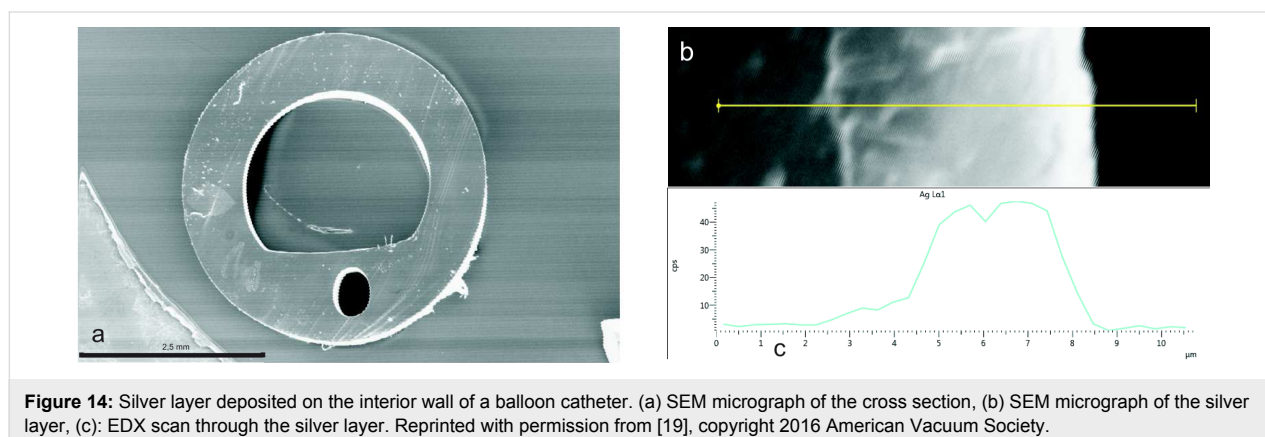 b
a
2,5 mm
Ag Lα1
40
30
20
10
cps
0 1 2 3 4 5 6 7 8 9 10
µm
c
Figure 14: Silver layer deposited on the interior wall of a balloon catheter. (a) SEM micrograph of the cross section, (b) SEM micrograph of the silver
layer, (c): EDX scan through the silver layer. Reprinted with permission from [19], copyright 2016 American Vacuum Society.